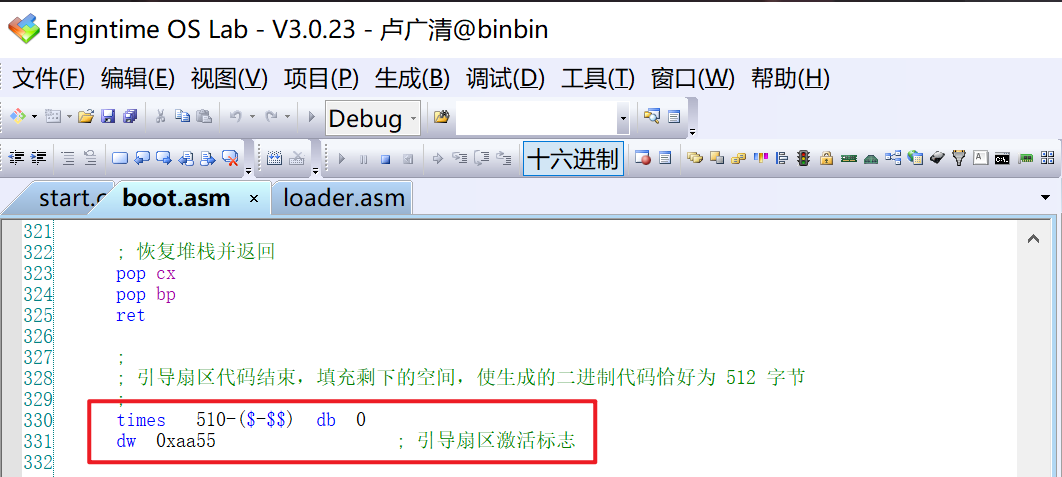 Engintime OS Lab - V3.0.23 - 卢广清@binbin
文件(F) 编辑(E) 视图(V) 项目(P) 生成(B) 调试(D) 工具(T) 窗口(W) 帮助(H)
Debug
十六进制
start.c boot.asm × loader.asm
321
322 ; 恢复堆栈并返回
323 pop cx
324 pop bp
325 ret
326
327 ;
328 ; 引导扇区代码结束，填充剩下的空间，使生成的二进制代码恰好为 512 字节
329 ;
330 times 510-($-$$) db 0
331 dw 0xaa55 ; 引导扇区激活标志
332